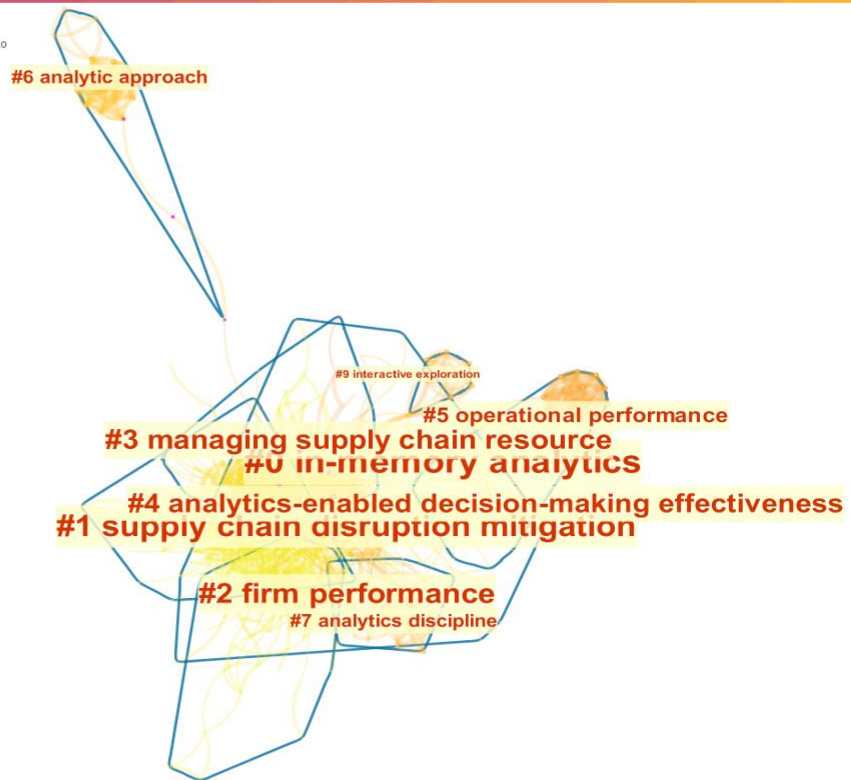 #6 analytic approach
#9 interactive exploration
#5 operational performance
#3 managing supply chain resource
#0 in-memory analytics
#4 analytics-enabled decision-making effectiveness
#1 supply chain disruption mitigation
#2 firm performance
#7 analytics discipline